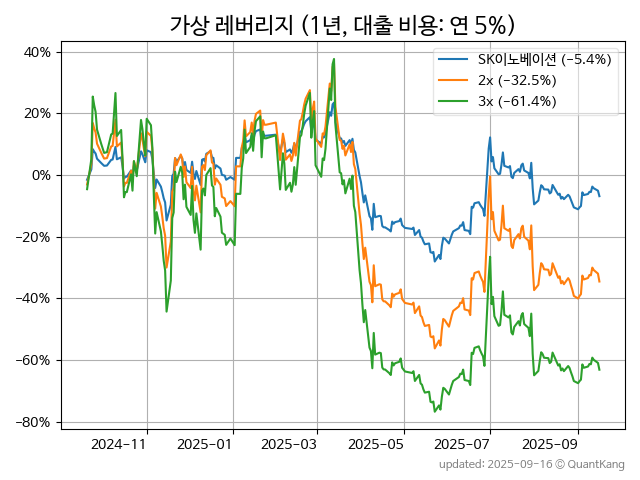 가상 레버리지 (1년, 대출 비용: 연 5%)
SK이노베이션 (−5.4%)
2x (−32.5%)
3x (−61.4%)
40%
20%
0%
−20%
−40%
−60%
−80%
2024-11 2025-01 2025-03 2025-05 2025-07 2025-09
updated: 2025-09-16 © QuantKang